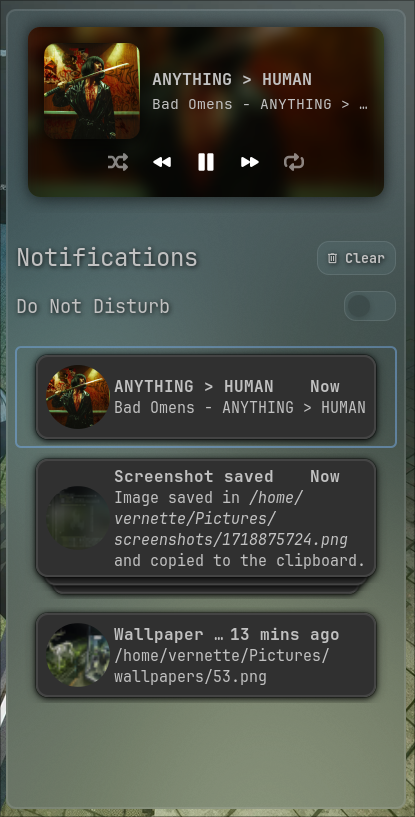 ANYTHING > HUMAN
Bad Omens - ANYTHING > …
Notifications
Clear
Do Not Disturb
ANYTHING > HUMAN Now
Bad Omens - ANYTHING > HUMAN
Screenshot saved Now
Image saved in /home/
vernette/Pictures/
screenshots/1718875724.png
and copied to the clipboard.
Wallpaper … 13 mins ago
/home/vernette/Pictures/
wallpapers/53.png